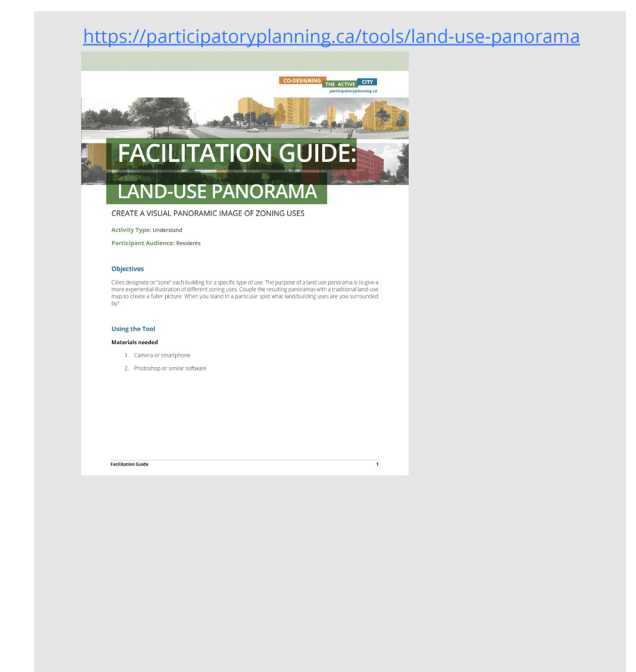 https://participatoryplanning.ca/tools/land-use-panorama
CO-DESIGNING THE ACTIVE CITY
participatoryplanning.ca
FACILITATION GUIDE:
LAND-USE PANORAMA
CREATE A VISUAL PANORAMIC IMAGE OF ZONING USES
Activity Type: Understand
Participant Audience: Residents
Objectives
Cities designate or "zone" each building for a specific type of use. The purpose of a land use panorama is to give a
more experiential illustration of different zoning uses. Couple the resulting panoramas with a traditional land-use
map to create a fuller picture. When you stand in a particular spot what land/building uses are you surrounded
by?
Using the Tool
Materials needed
1. Camera or smartphone
2. Photoshop or similar software
Facilitation Guide 1